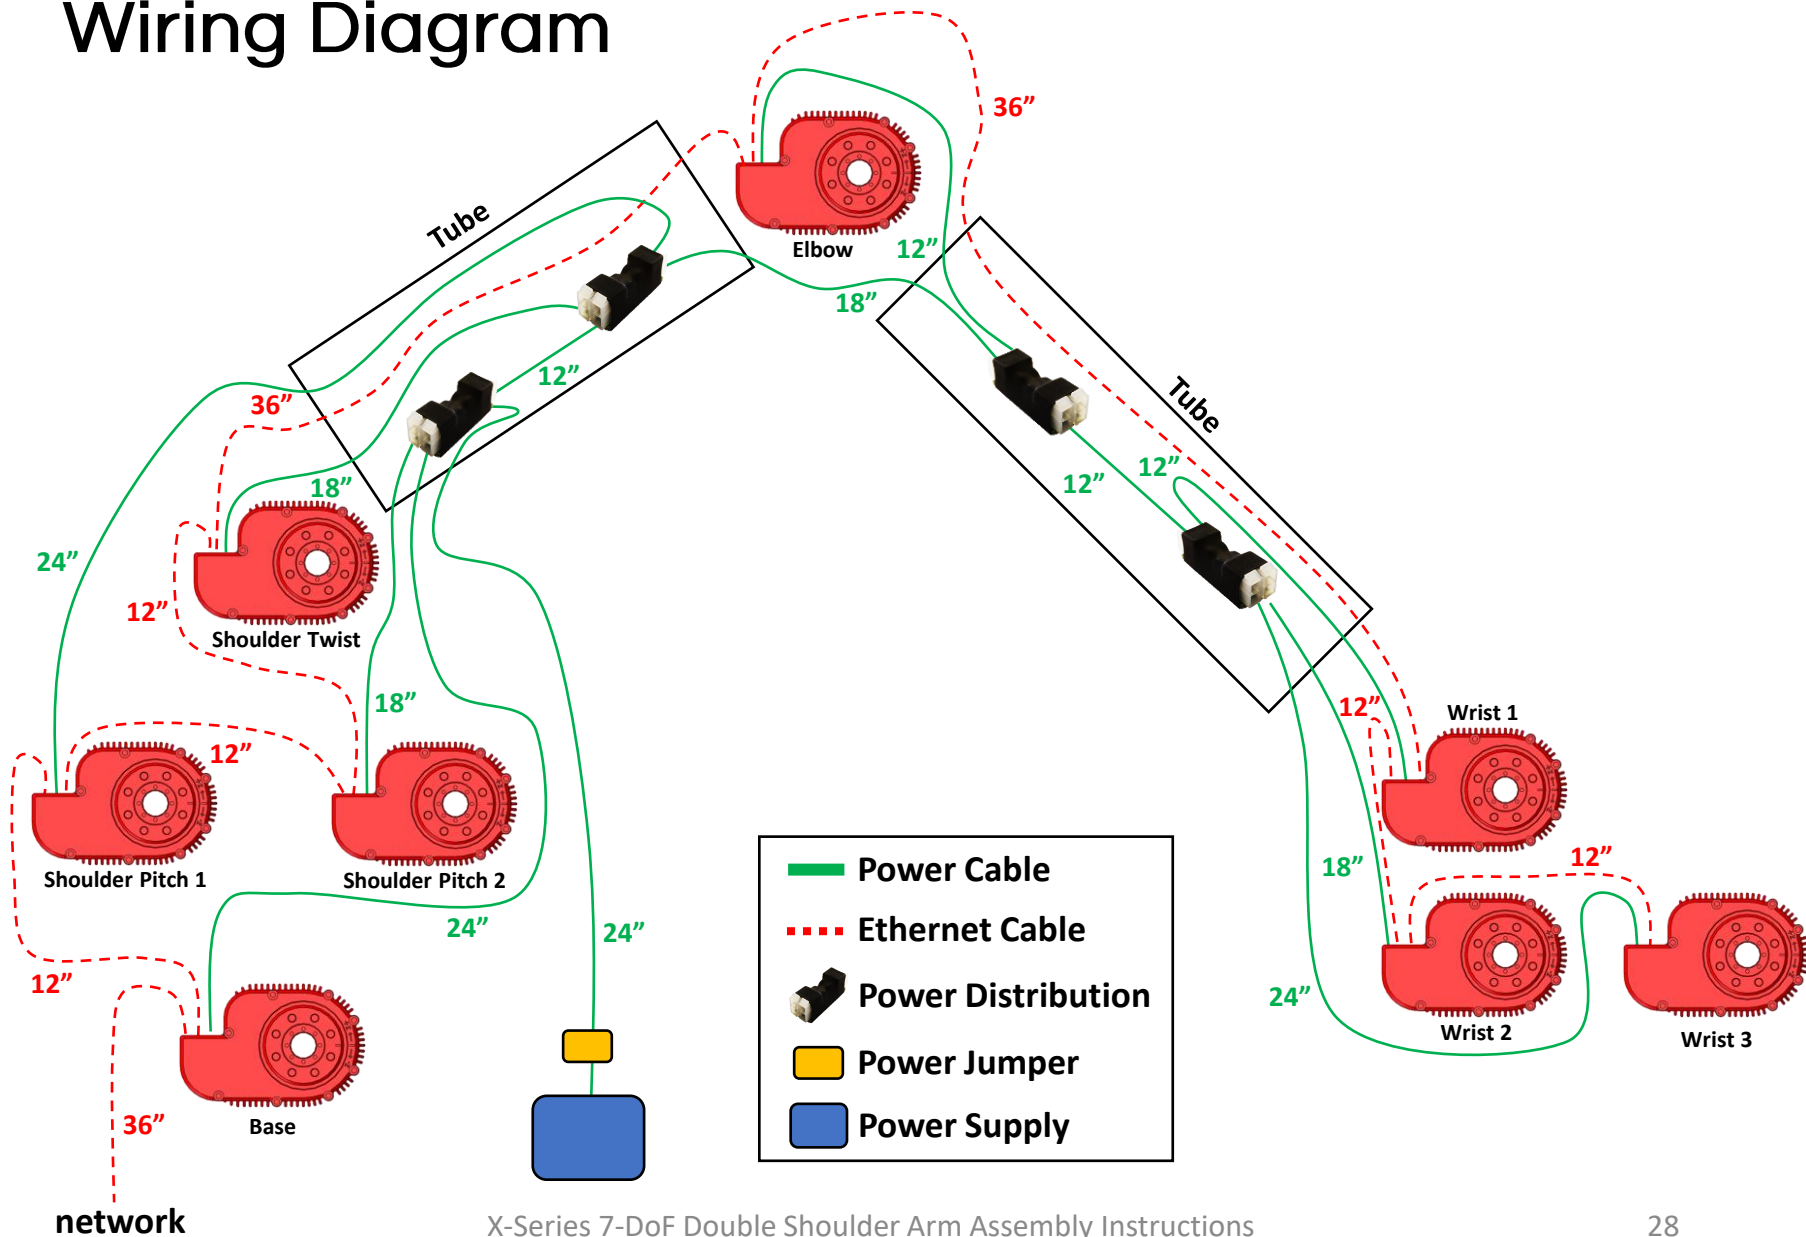 Wiring Diagram
36”
Tube
Elbow
12”
18”
12”
36”
Tube
12”
12”
18”
24”
12”
Shoulder Twist
18”
12”
Wrist 1
12”
Shoulder Pitch 1
Shoulder Pitch 2
18”
12”
24”
24”
Power Cable
Ethernet Cable
Power Distribution
Power Jumper
Power Supply
12”
24”
Wrist 2
Wrist 3
36”
Base
network
X-Series 7-DoF Double Shoulder Arm Assembly Instructions
28